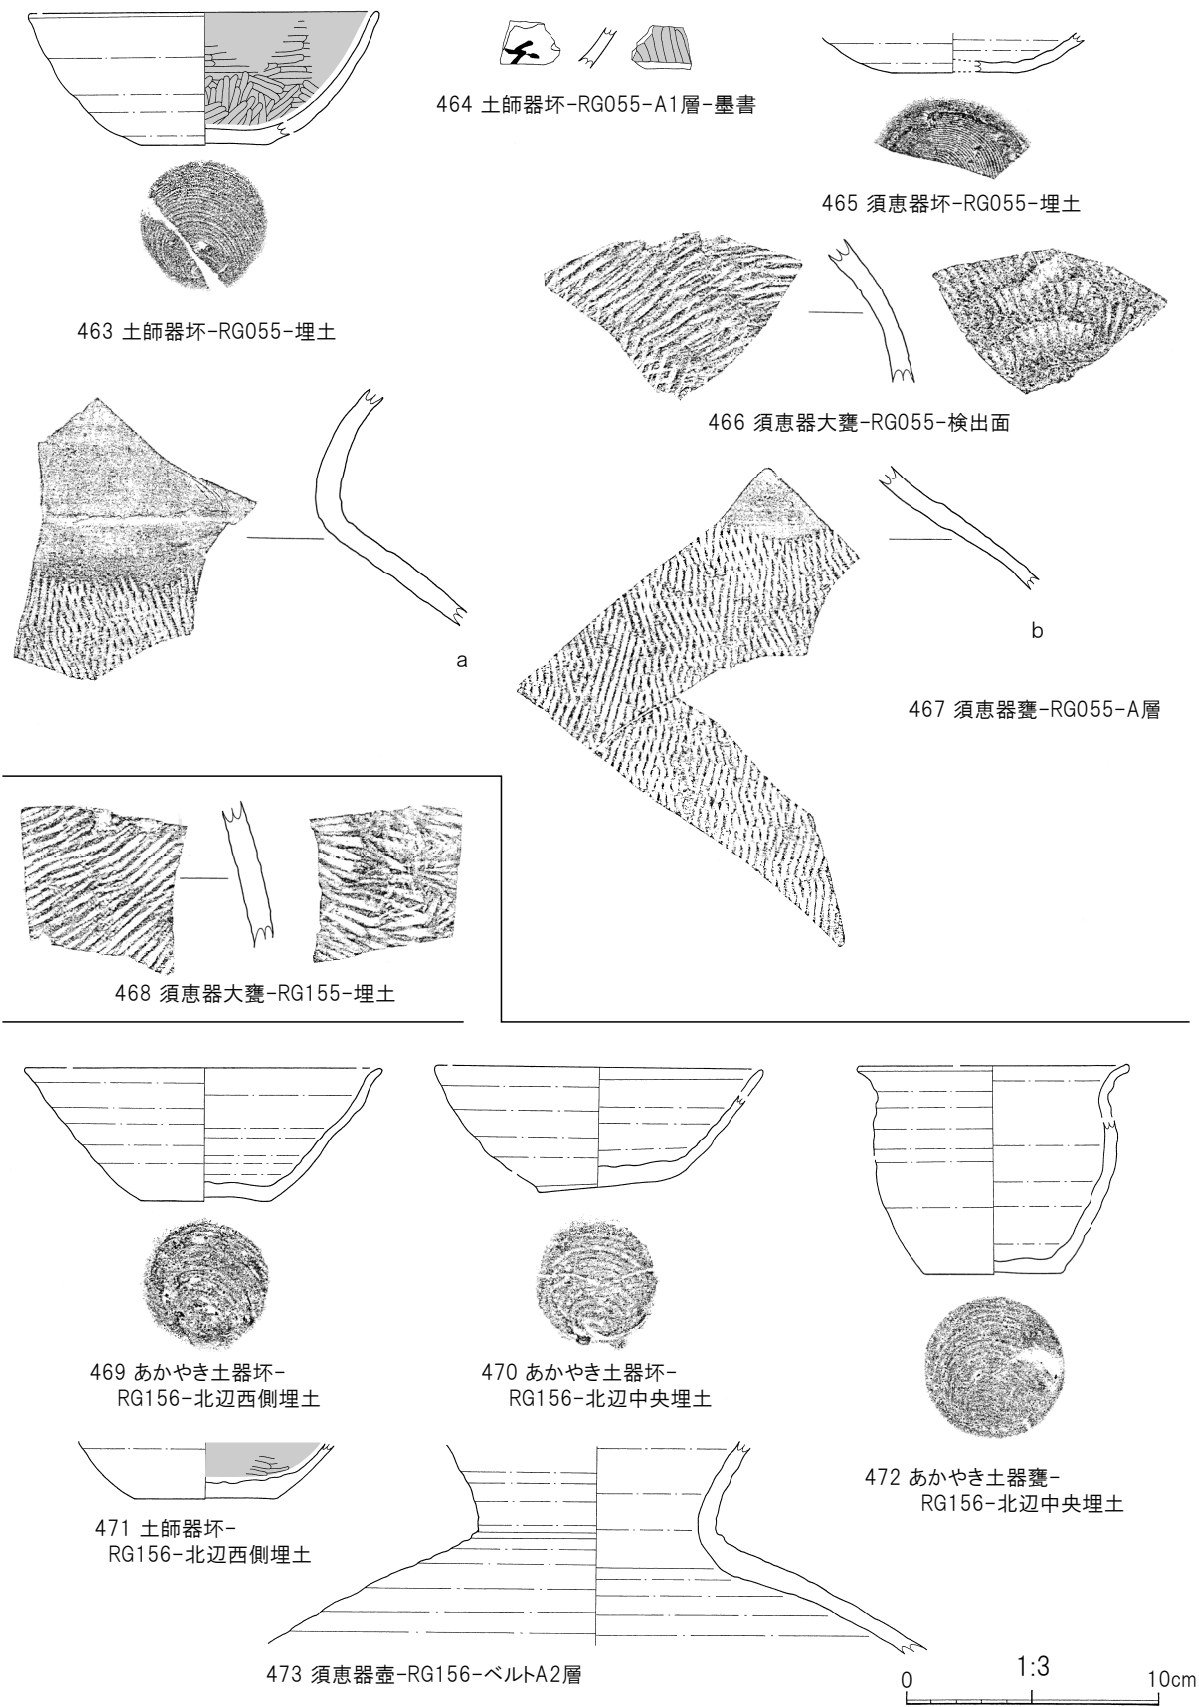 464 土師器坏-RG055-A1層-墨書
465 須恵器坏-RG055-埋土
463 土師器坏-RG055-埋土
466 須恵器大甕-RG055-検出面
a
b
467 須恵器甕-RG055-A層
468 須恵器大甕-RG155-埋土
469 あかやき土器坏-
RG156-北辺西側埋土
470 あかやき土器坏-
RG156-北辺中央埋土
472 あかやき土器甕-
RG156-北辺中央埋土
471 土師器坏-
RG156-北辺西側埋土
473 須恵器壺-RG156-ベルトA2層
1:3
0 10cm